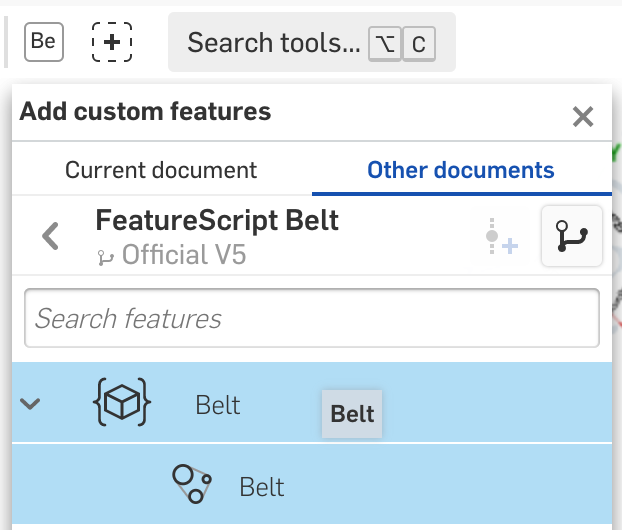 Be Search tools... ⌥ C
Add custom features
Current document Other documents
FeatureScript Belt
Official V5
Search features
Belt Belt
Belt